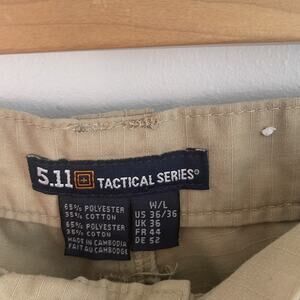 5.11 TACTICAL SERIES®
65% POLYESTER
35% COTTON
65% POLYESTER
35% COTTON
MADE IN CAMBODIA
FAIT AU CAMBODGE
W/L
US 36/36
UK 36
FR 44
DE 52